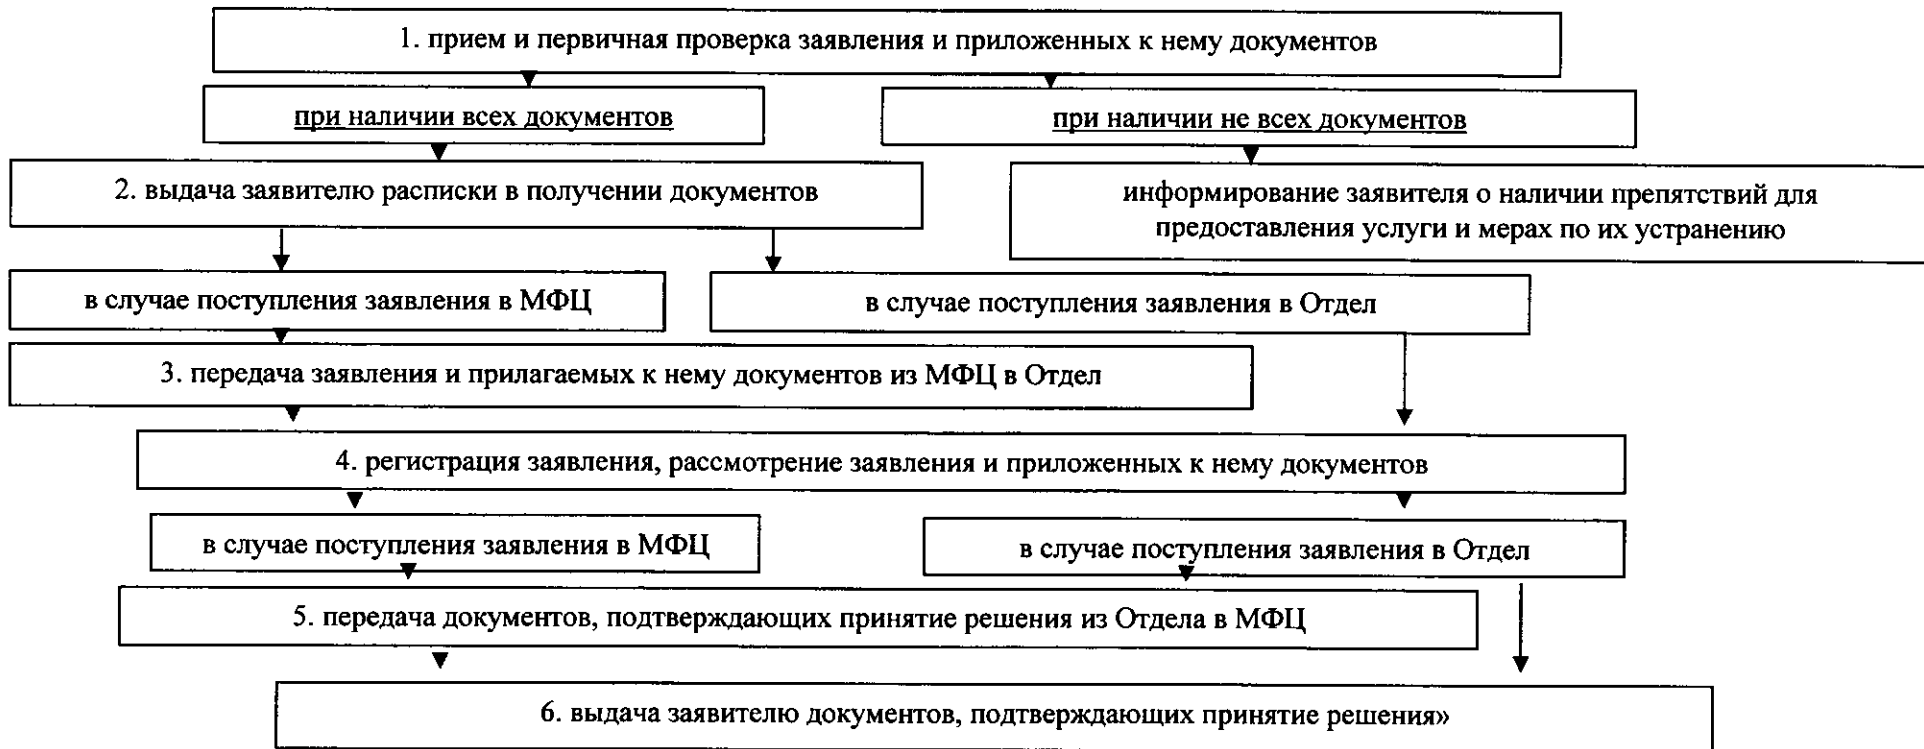 1. прием и первичная проверка заявления и приложенных к нему документов
при наличии всех документов
при наличии не всех документов
2. выдача заявителю расписки в получении документов
информирование заявителя о наличии препятствий для
предоставления услуги и мерах по их устранению
в случае поступления заявления в МФЦ
в случае поступления заявления в Отдел
3. передача заявления и прилагаемых к нему документов из МФЦ в Отдел
4. регистрация заявления, рассмотрение заявления и приложенных к нему документов
в случае поступления заявления в МФЦ
в случае поступления заявления в Отдел
5. передача документов, подтверждающих принятие решения из Отдела в МФЦ
6. выдача заявителю документов, подтверждающих принятие решения»